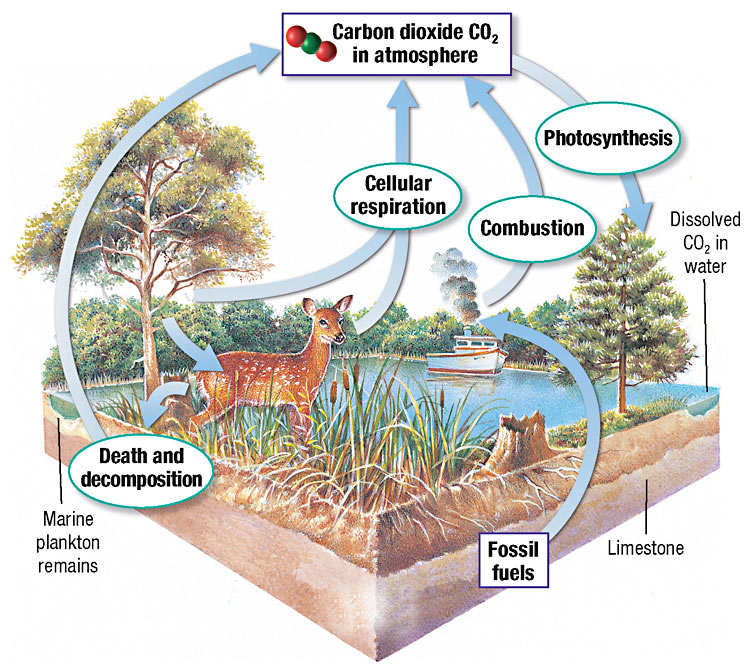 Carbon dioxide CO₂
in atmosphere
Photosynthesis
Cellular
respiration
Combustion
Dissolved
CO₂ in
water
Death and
decomposition
Marine
plankton
remains
Fossil
fuels
Limestone